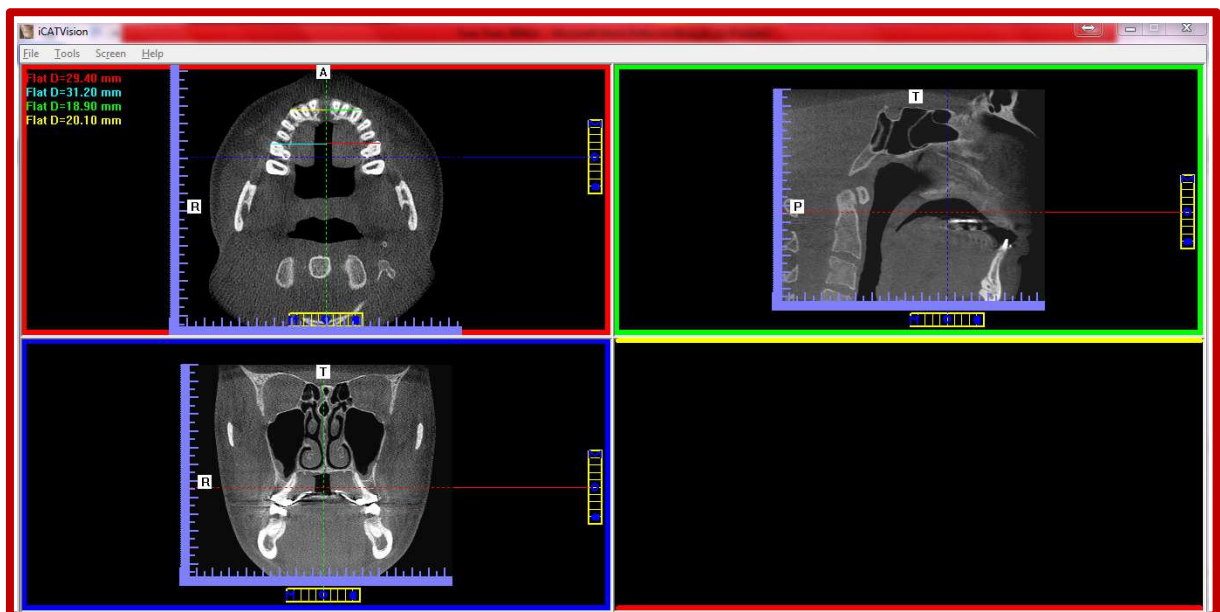 iCATVision
File Tools Screen Help
Flat D=29.40 mm
Flat D=31.20 mm
Flat D=18.90 mm
Flat D=20.10 mm
A
R
T
P
T
R